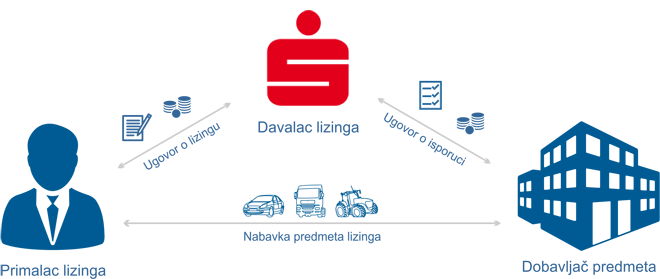 Davalac lizinga
Ugovor o lizingu
Ugovor o isporuci
Nabavka predmeta lizinga
Primalac lizinga
Dobavljač predmeta